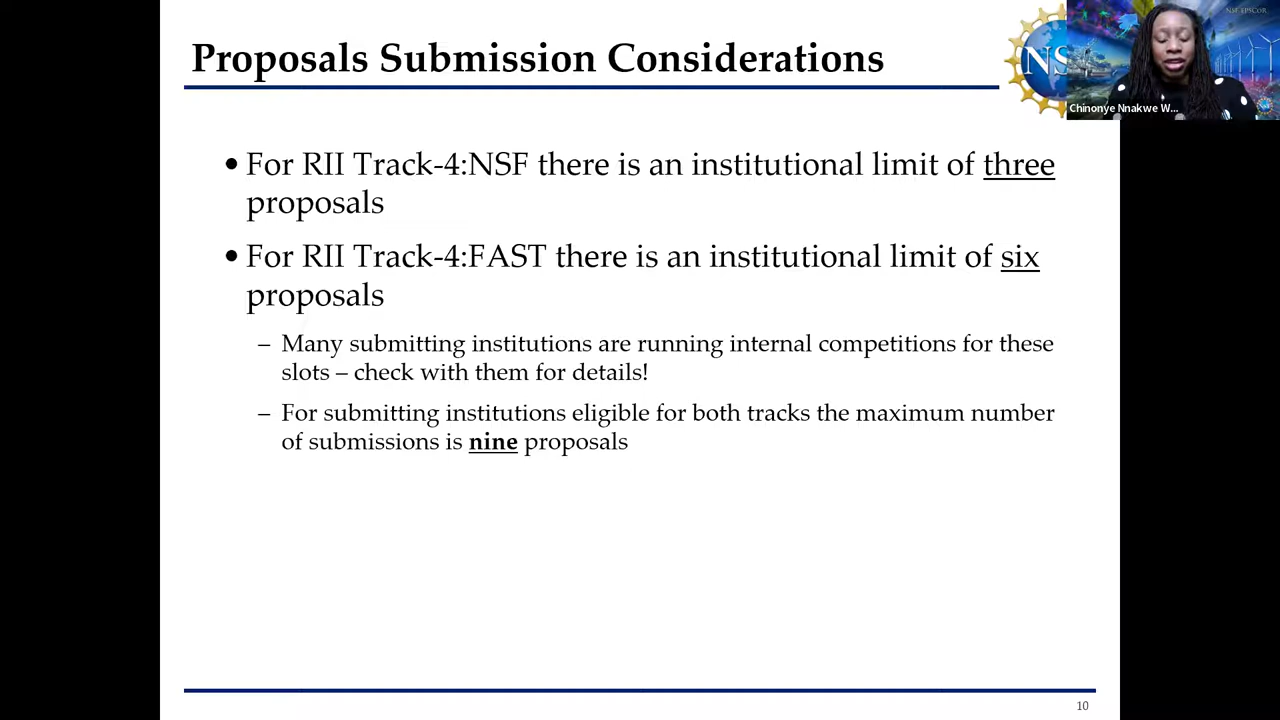 Proposals Submission Considerations
NS
NSF EPSCOR
Chinonye Nnakwe W...
• For RII Track-4:NSF there is an institutional limit of three
proposals
• For RII Track-4:FAST there is an institutional limit of six
proposals
– Many submitting institutions are running internal competitions for these
slots – check with them for details!
– For submitting institutions eligible for both tracks the maximum number
of submissions is nine proposals
10